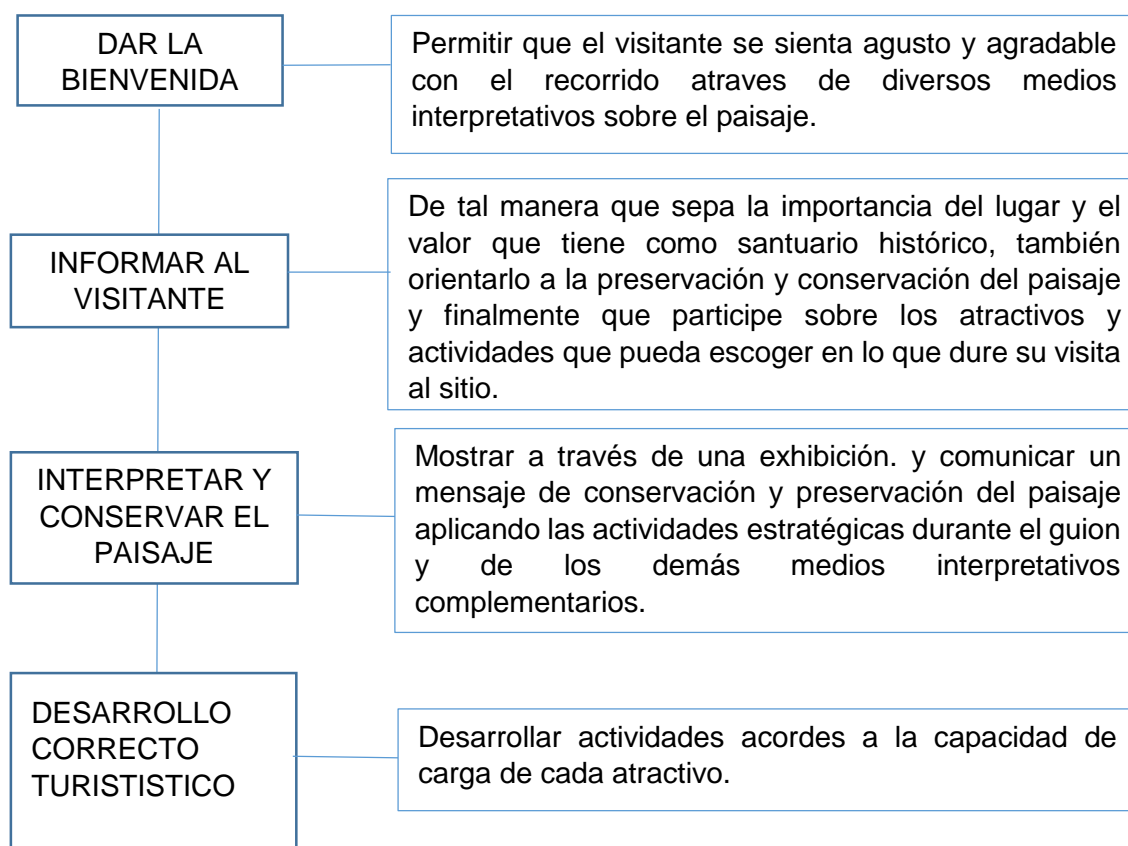 DAR LA
BIENVENIDA
Permitir que el visitante se sienta agusto y agradable
con el recorrido atraves de diversos medios
interpretativos sobre el paisaje.
INFORMAR AL
VISITANTE
De tal manera que sepa la importancia del lugar y el
valor que tiene como santuario histórico, también
orientarlo a la preservación y conservación del paisaje
y finalmente que participe sobre los atractivos y
actividades que pueda escoger en lo que dure su visita
al sitio.
INTERPRETAR Y
CONSERVAR EL
PAISAJE
Mostrar a través de una exhibición. y comunicar un
mensaje de conservación y preservación del paisaje
aplicando las actividades estratégicas durante el guion
y de los demás medios interpretativos
complementarios.
DESARROLLO
CORRECTO
TURISTISTICO
Desarrollar actividades acordes a la capacidad de
carga de cada atractivo.